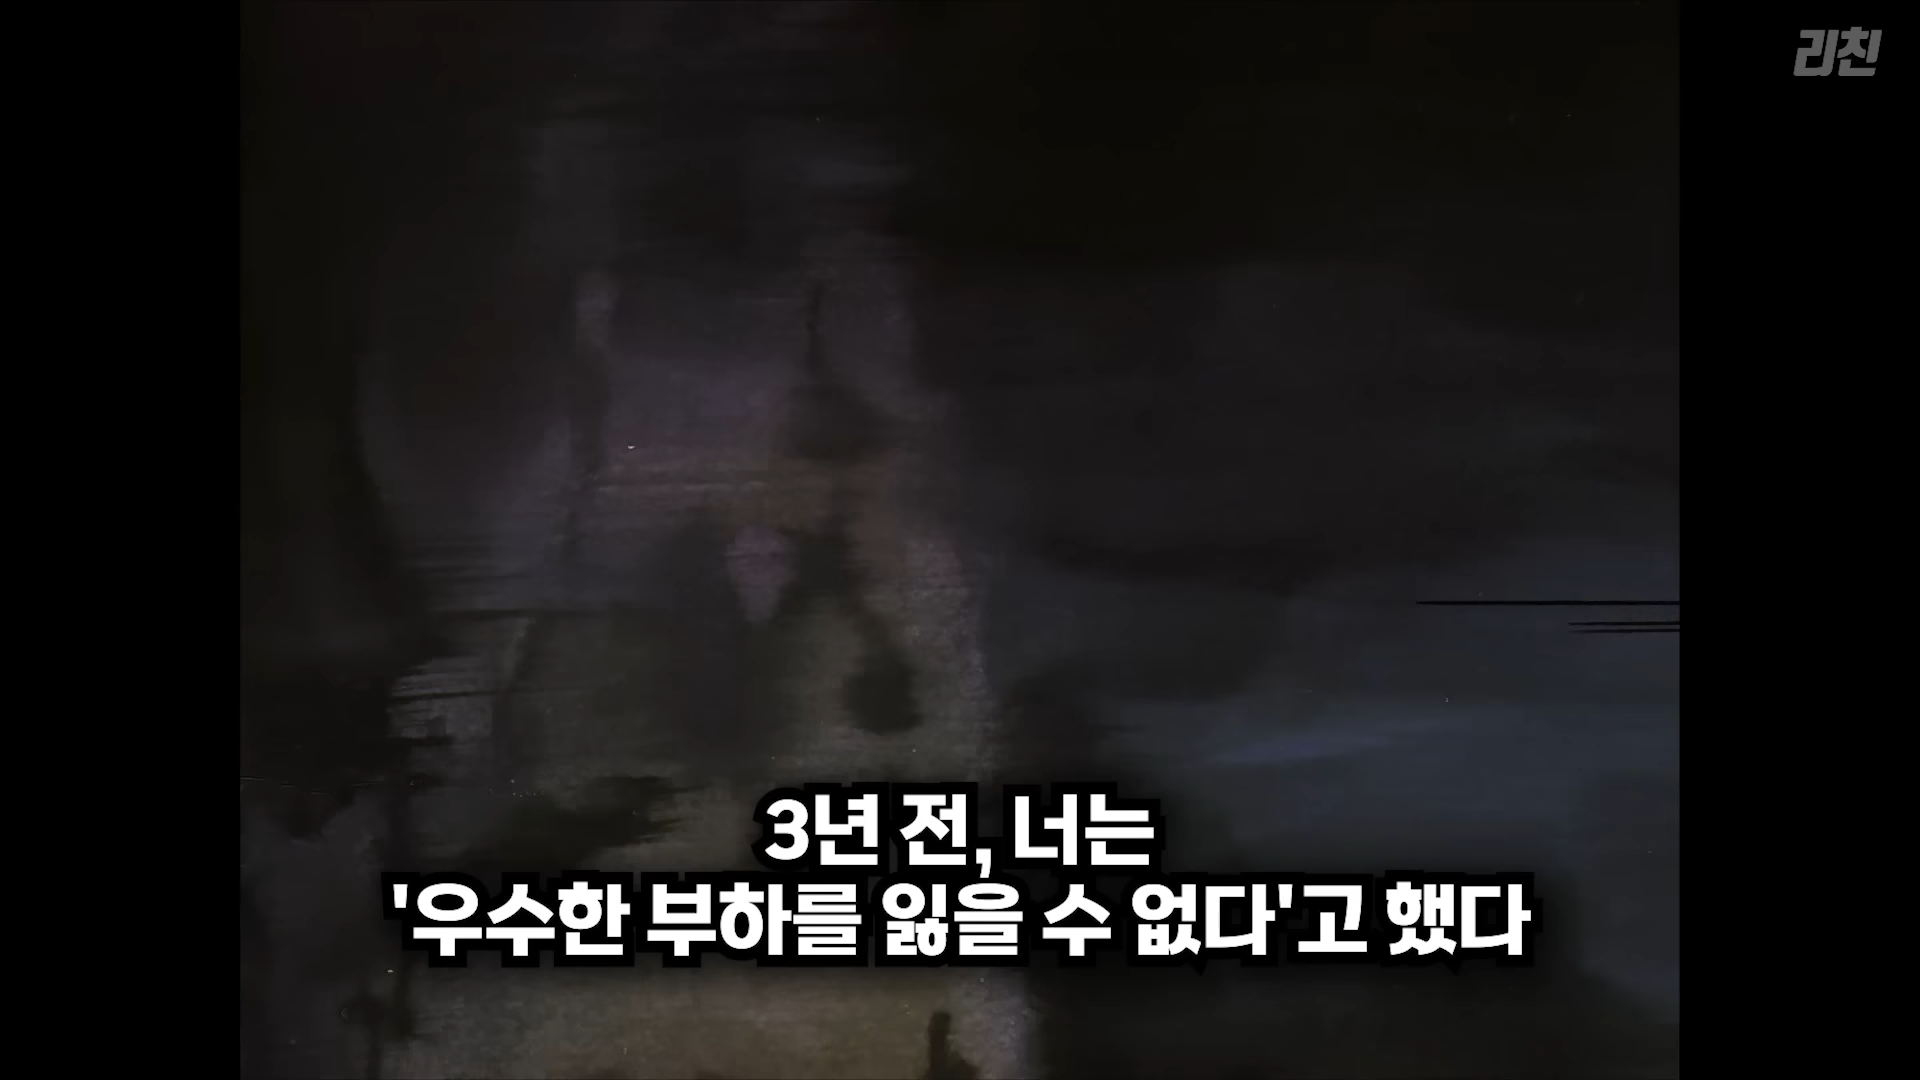 리친
3년 전, 너는
'우수한 부하를 잃을 수 없다'고 했다